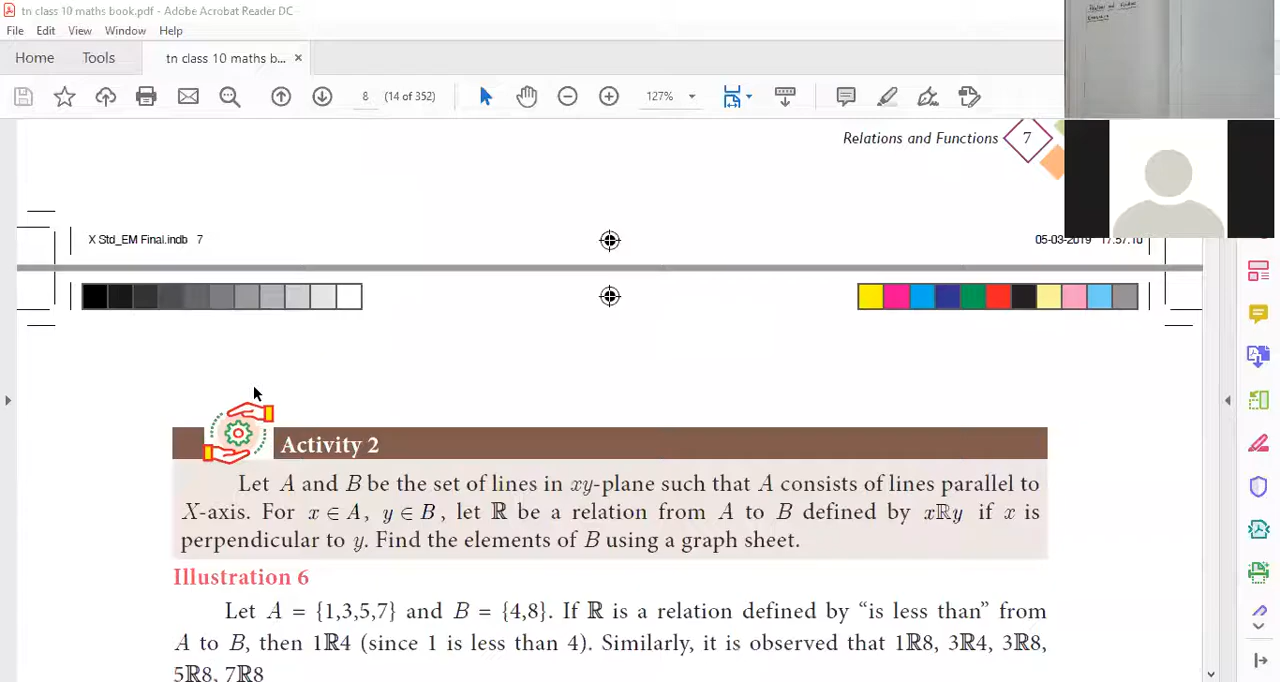 tn class 10 maths book.pdf - Adobe Acrobat Reader DC -
File Edit View Window Help
Home Tools tn class 10 maths b... ×
8 (14 of 352) 127%
Relations and Functions 7
X Std_EM Final.indb 7 05-03-2019 17:57:10
Activity 2
Let A and B be the set of lines in xy-plane such that A consists of lines parallel to
X-axis. For x ∈ A, y ∈ B, let ℝ be a relation from A to B defined by xℝy if x is
perpendicular to y. Find the elements of B using a graph sheet.
Illustration 6
Let A = {1,3,5,7} and B = {4,8}. If ℝ is a relation defined by “is less than” from
A to B, then 1ℝ4 (since 1 is less than 4). Similarly, it is observed that 1ℝ8, 3ℝ4, 3ℝ8,
5ℝ8, 7ℝ8